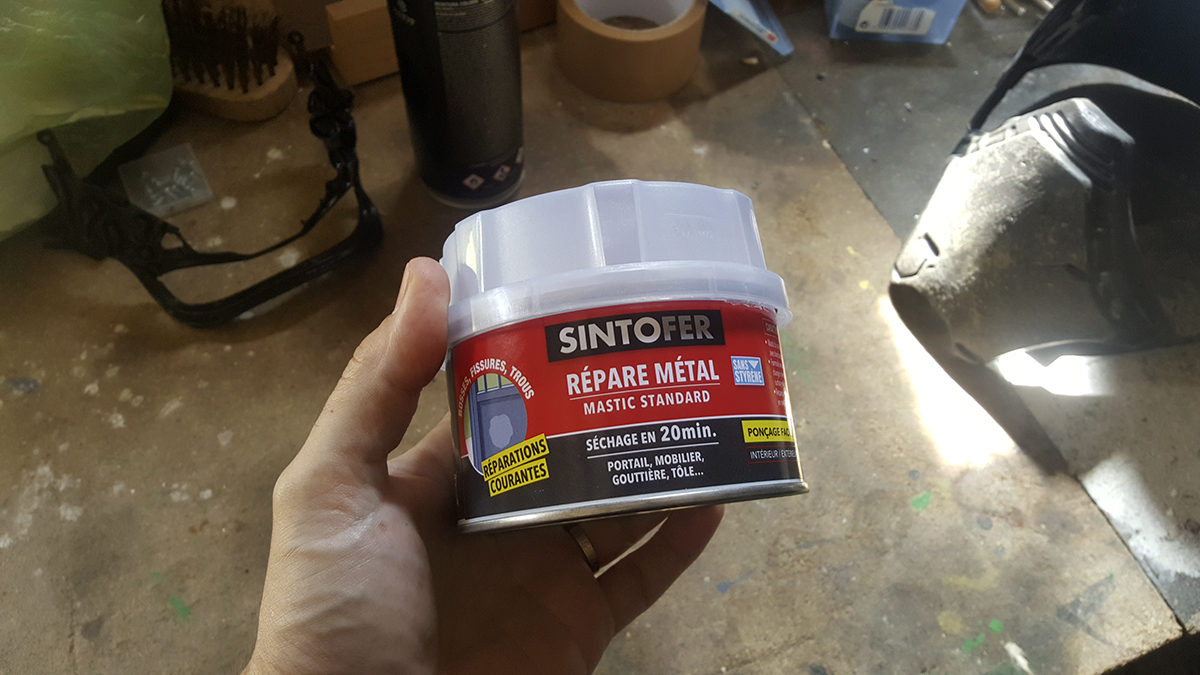 SINTOFER
RÉPARE MÉTAL
MASTIC STANDARD
SANS
STYRÈNE
BOSSES, FISSURES, TROUS
RÉPARATIONS
COURANTES
SÉCHAGE EN 20min.
PORTAIL, MOBILIER,
GOUTTIÈRE, TÔLE...
PONÇAGE
INTÉRIEUR /